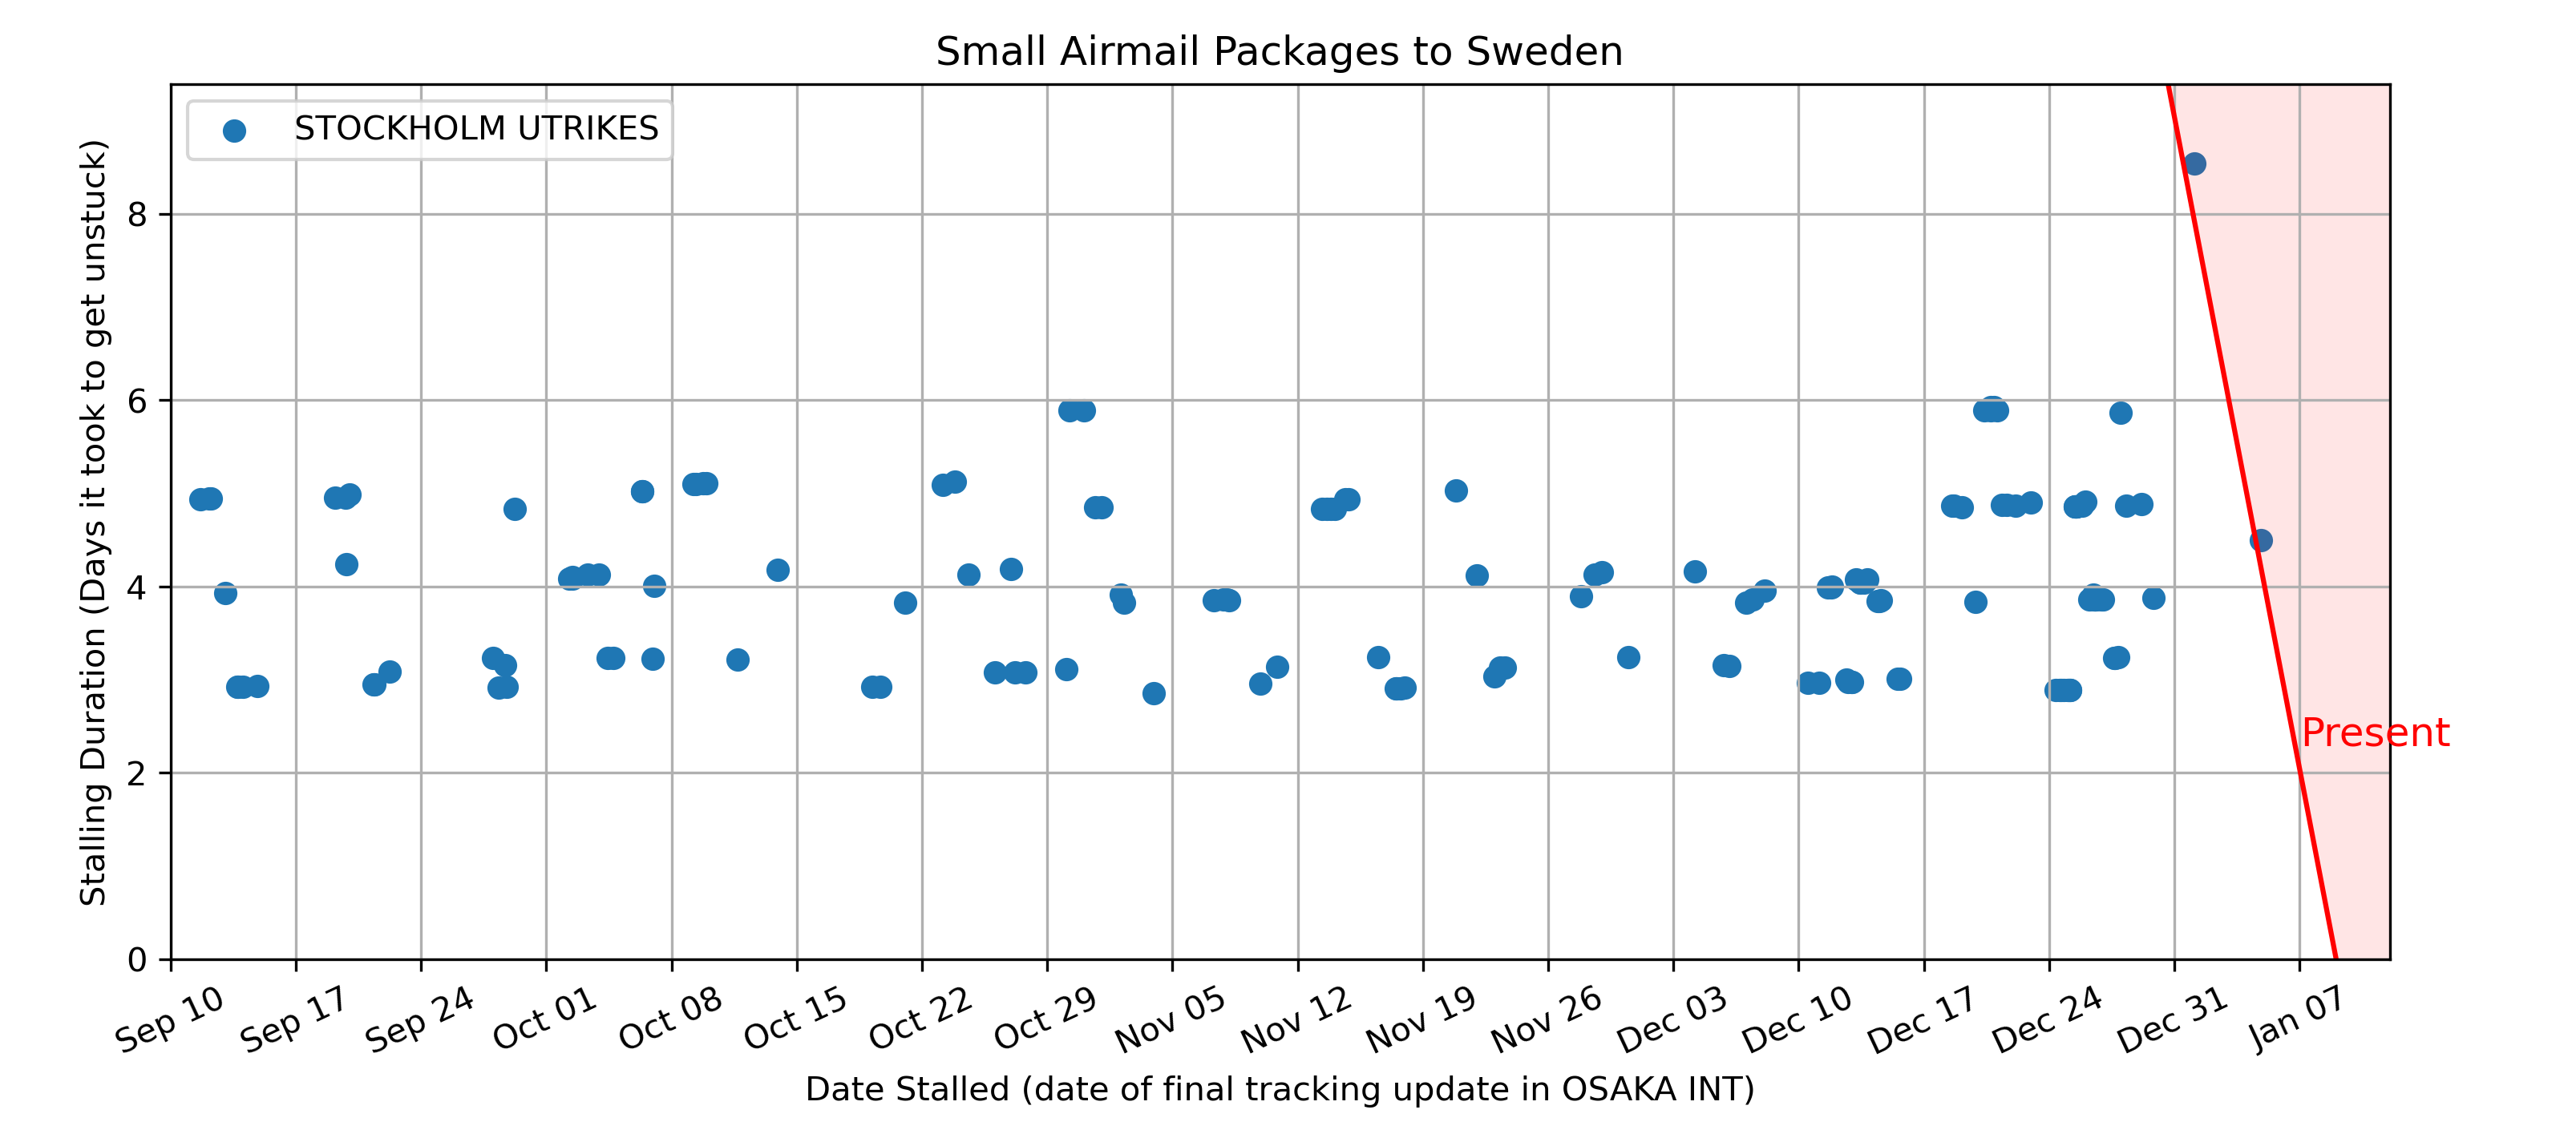 Small Airmail Packages to Sweden
STOCKHOLM UTRIKES
Stalling Duration (Days it took to get unstuck)
8
6
4
2
0
Present
Sep 10 Sep 17 Sep 24 Oct 01 Oct 08 Oct 15 Oct 22 Oct 29 Nov 05 Nov 12 Nov 19 Nov 26 Dec 03 Dec 10 Dec 17 Dec 24 Dec 31 Jan 07
Date Stalled (date of final tracking update in OSAKA INT)